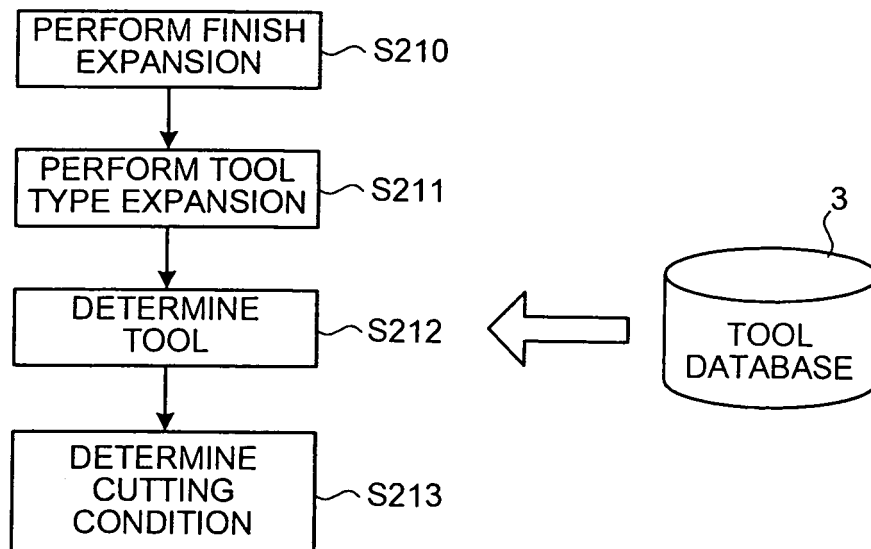 PERFORM FINISH
EXPANSION
S210
PERFORM TOOL
TYPE EXPANSION
S211
DETERMINE
TOOL
S212
DETERMINE
CUTTING
CONDITION
S213
3
TOOL
DATABASE